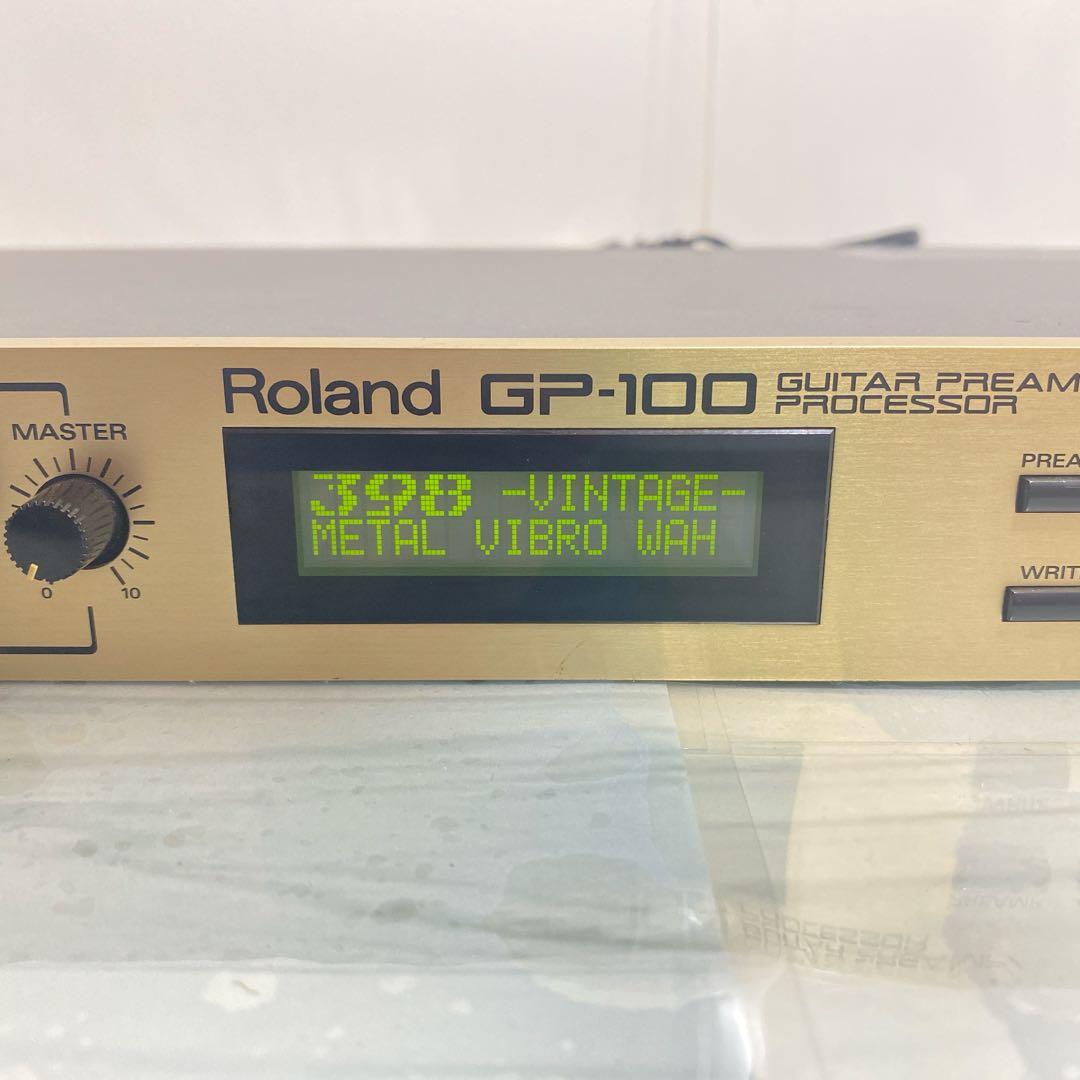 Roland GP-100 GUITAR PREAM
PROCESSOR
MASTER
0 10
398 -VINTAGE-
METAL VIBRO WAH
PREA
WRIT